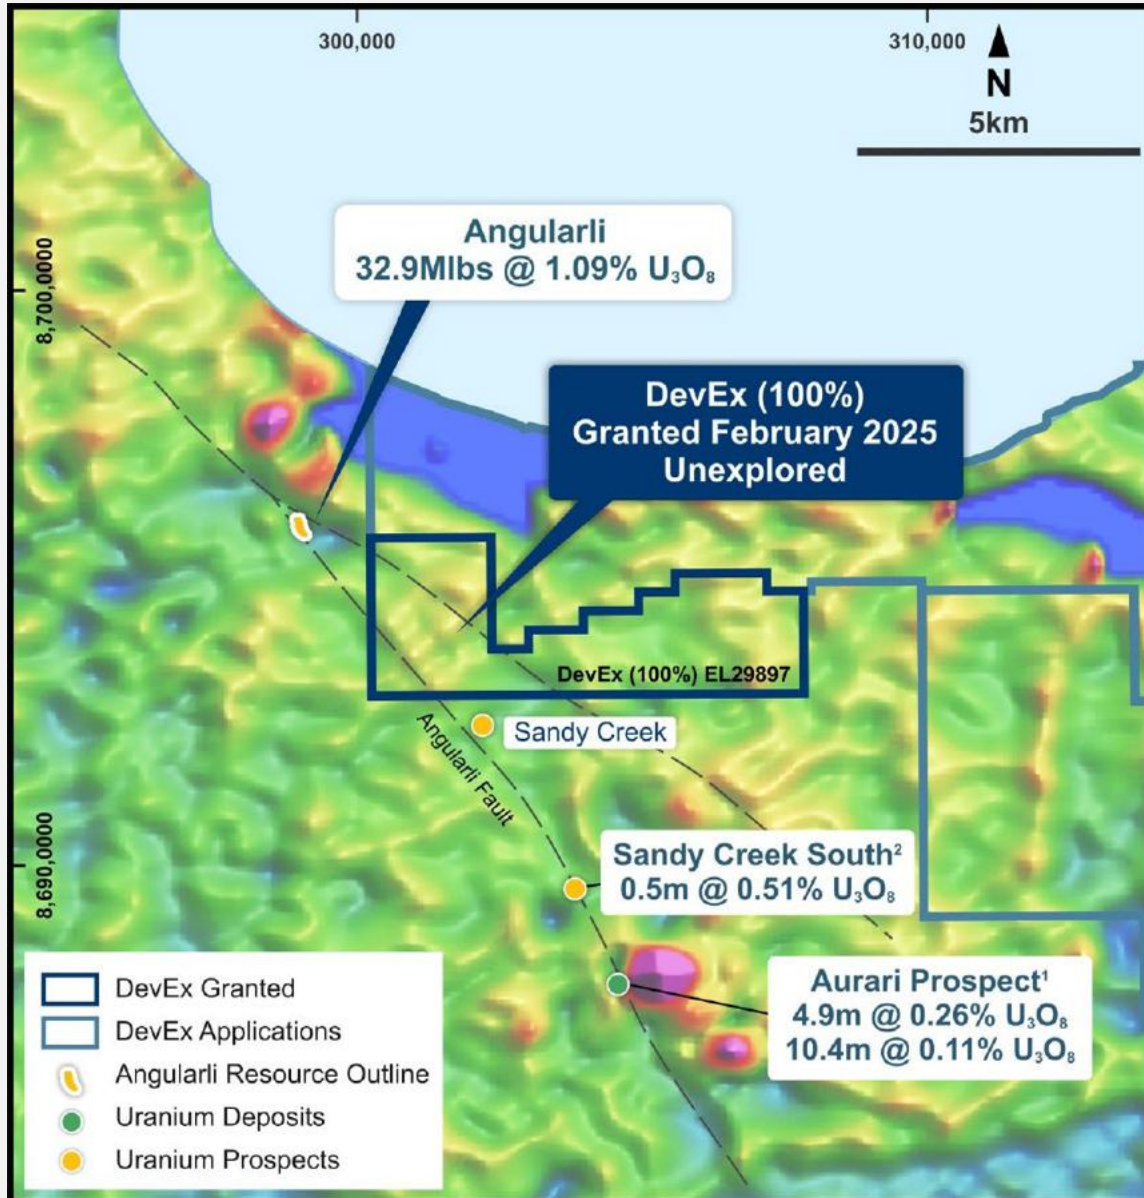 300,000
310,000
N
5km
8,700,0000
8,690,0000
Angularli
32.9Mlbs @ 1.09% U₃O₈
DevEx (100%)
Granted February 2025
Unexplored
DevEx (100%) EL29897
Sandy Creek
Angularli Fault
Sandy Creek South²
0.5m @ 0.51% U₃O₈
Aurari Prospect¹
4.9m @ 0.26% U₃O₈
10.4m @ 0.11% U₃O₈
DevEx Granted
DevEx Applications
Angularli Resource Outline
Uranium Deposits
Uranium Prospects